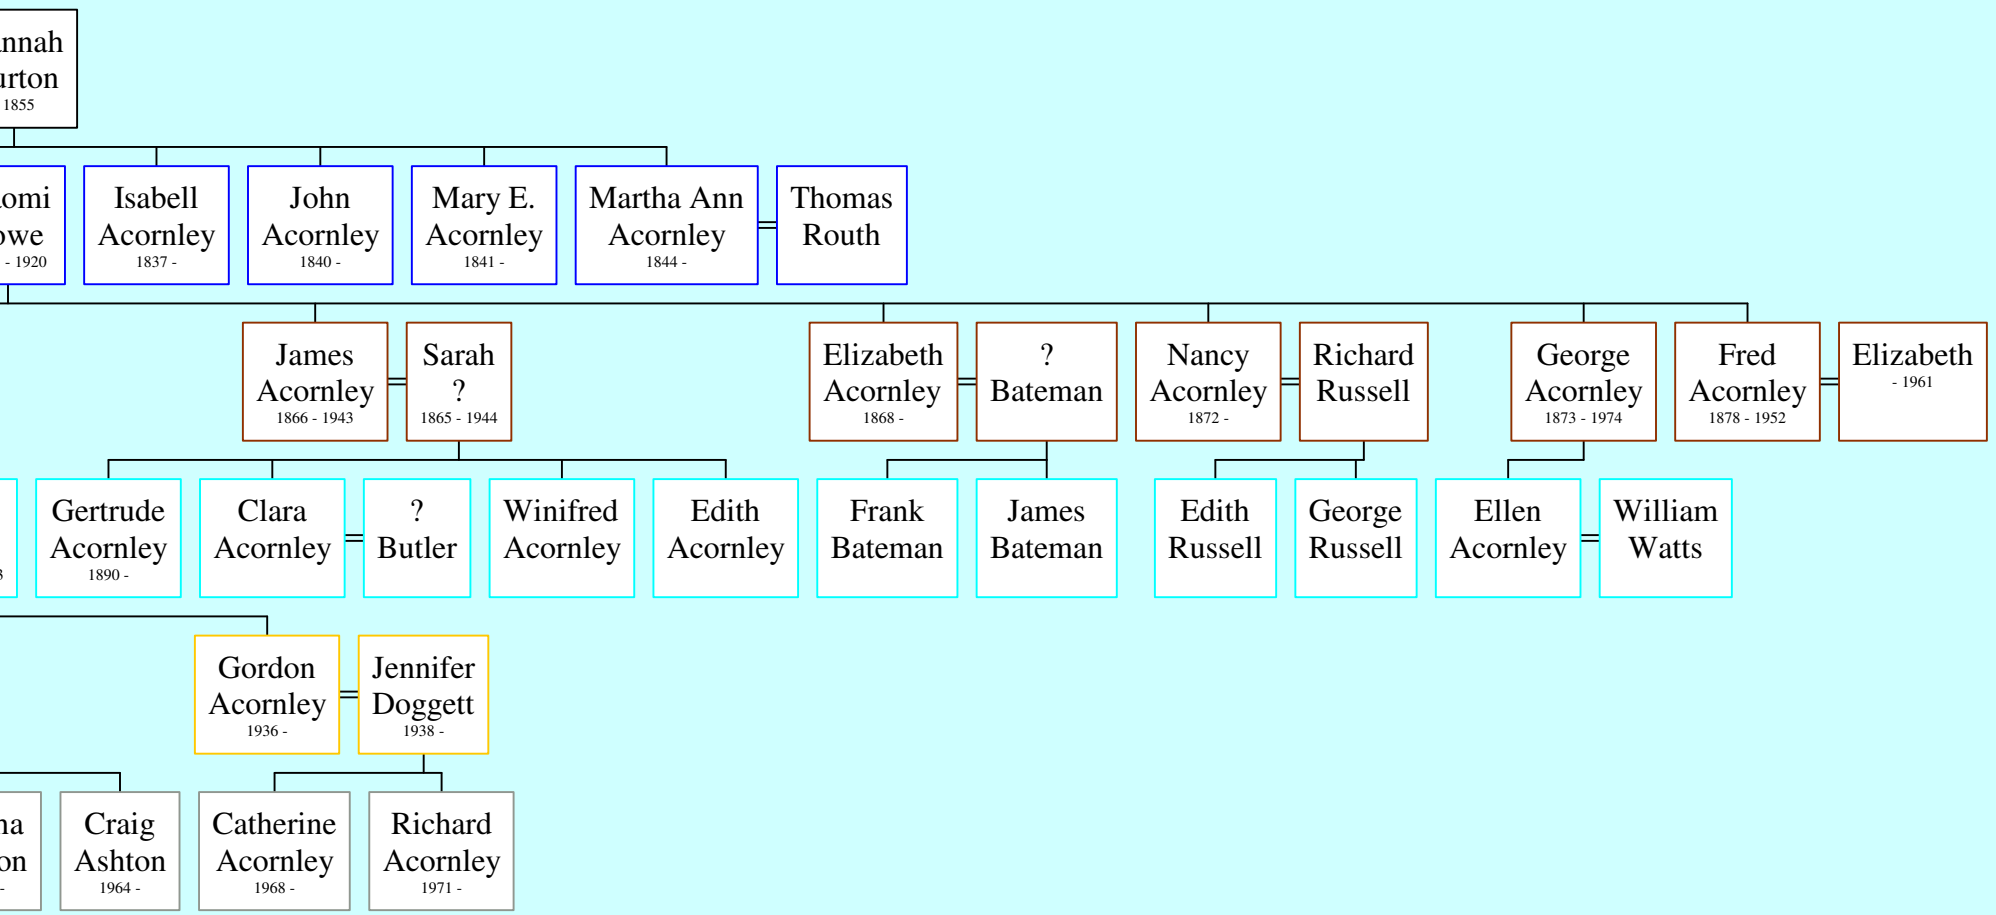 1855
- 1920
Isabell
Acornley
1837 -
John
Acornley
1840 -
Mary E.
Acornley
1841 -
Martha Ann
Acornley
1844 -
Thomas
Routh
James
Acornley
1866 - 1943
Sarah
?
1865 - 1944
Elizabeth
Acornley
1868 -
?
Bateman
Nancy
Acornley
1872 -
Richard
Russell
George
Acornley
1873 - 1974
Fred
Acornley
1878 - 1952
Elizabeth
- 1961
Gertrude
Acornley
1890 -
Clara
Acornley
?
Butler
Winifred
Acornley
Edith
Acornley
Frank
Bateman
James
Bateman
Edith
Russell
George
Russell
Ellen
Acornley
William
Watts
Gordon
Acornley
1936 -
Jennifer
Doggett
1938 -
Craig
Ashton
1964 -
Catherine
Acornley
1968 -
Richard
Acornley
1971 -